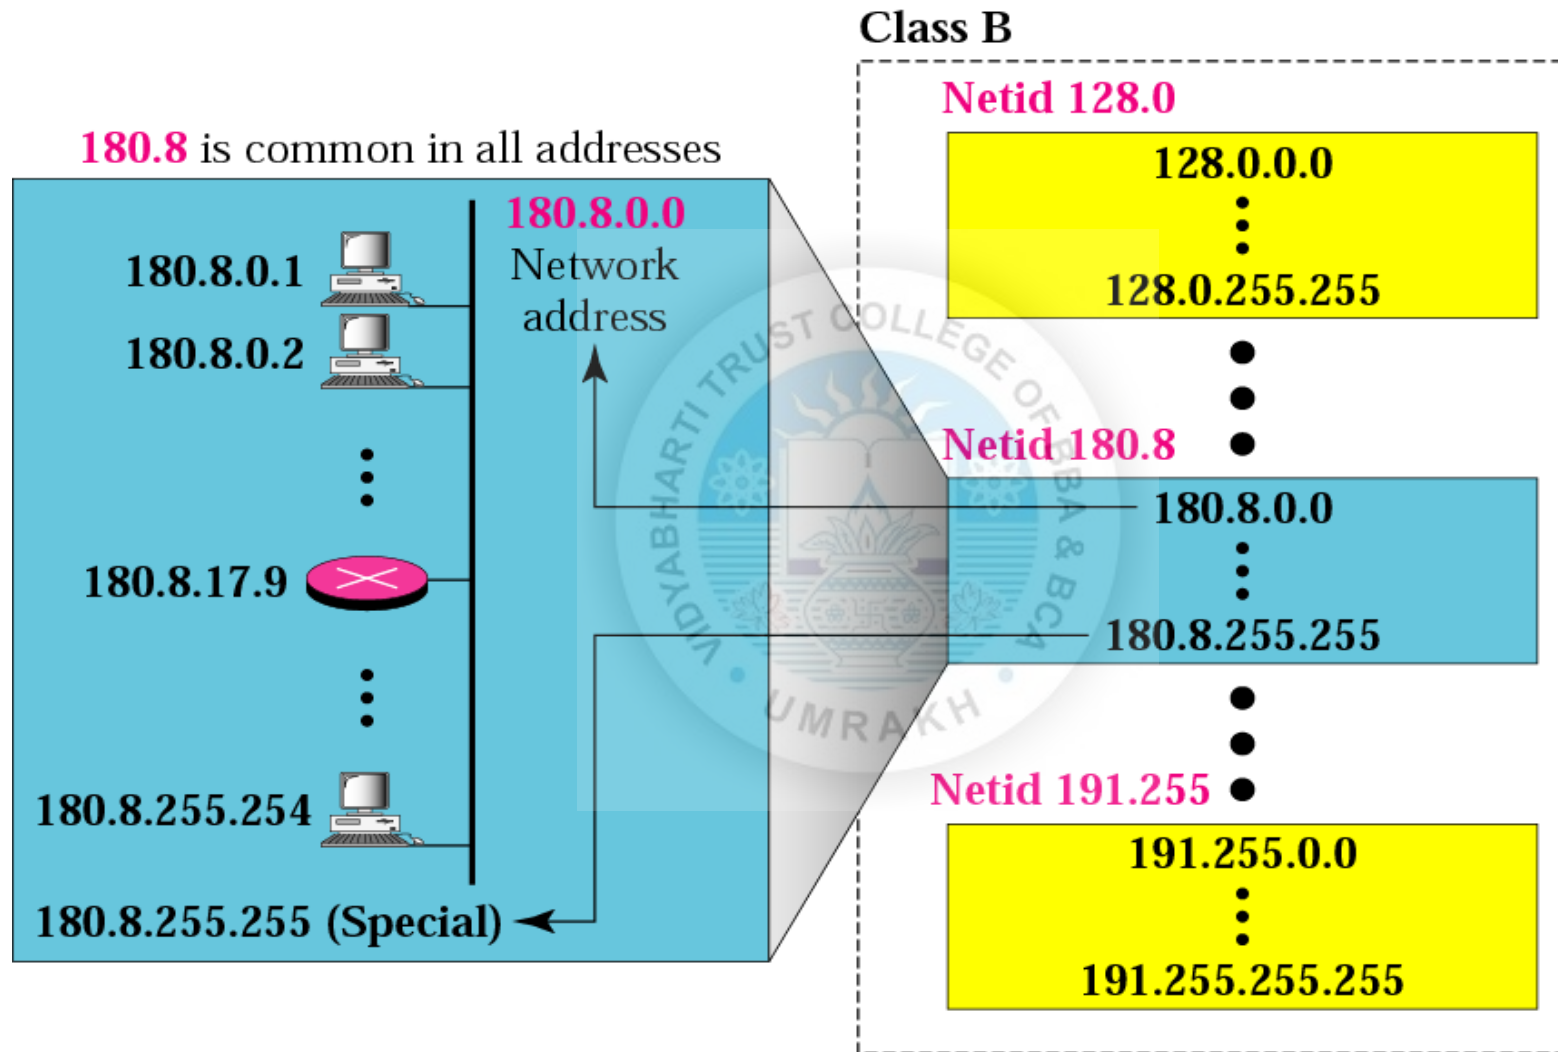 Class B
Netid 128.0
128.0.0.0
128.0.255.255
180.8 is common in all addresses
180.8.0.0
Network
address
180.8.0.1
180.8.0.2
180.8.17.9
180.8.255.254
180.8.255.255 (Special)
Netid 180.8
180.8.0.0
180.8.255.255
Netid 191.255
191.255.0.0
191.255.255.255
VIDYABHARTI TRUST COLLEGE OF BBA & BCA
UMRAKH